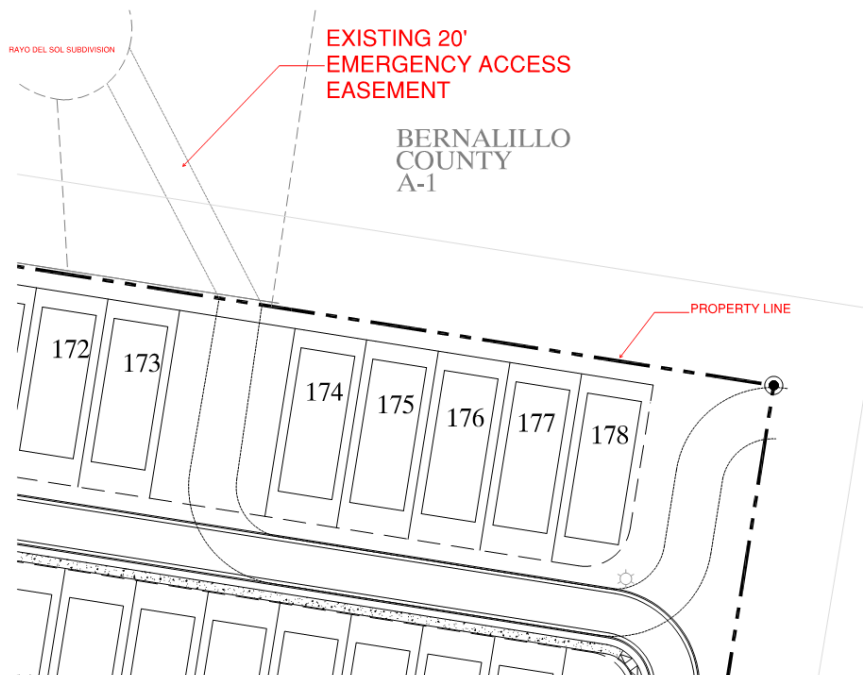 EXISTING 20'
EMERGENCY ACCESS
EASEMENT
RAYO DEL SOL SUBDIVISION
BERNALILLO
COUNTY
A-1
PROPERTY LINE
172
173
174
175
176
177
178